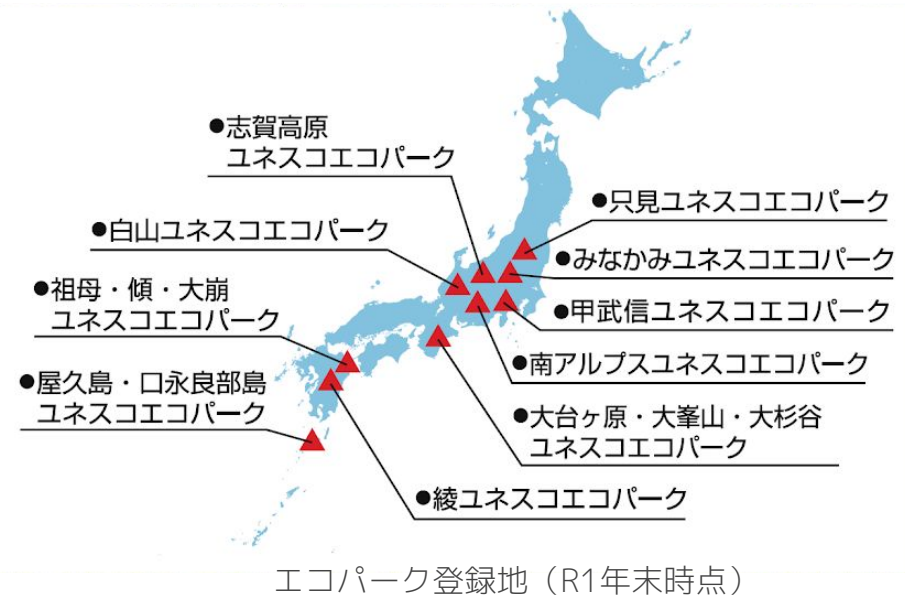 ●志賀高原
ユネスコエコパーク
●白山ユネスコエコパーク
●祖母・傾・大崩
ユネスコエコパーク
●屋久島・口永良部島
ユネスコエコパーク
●只見ユネスコエコパーク
●みなかみユネスコエコパーク
●甲武信ユネスコエコパーク
●南アルプスユネスコエコパーク
●大台ヶ原・大峯山・大杉谷
ユネスコエコパーク
●綾ユネスコエコパーク
エコパーク登録地（R1年末時点）